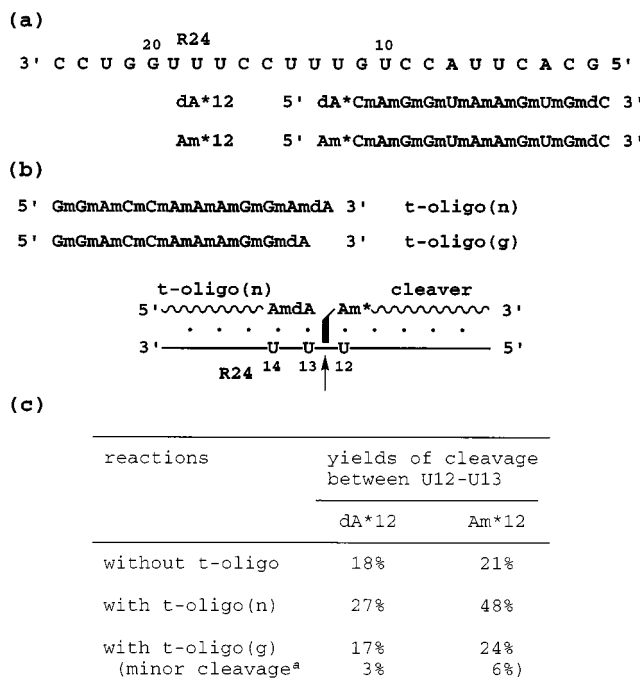 (a)
20 R24 10
3' C C U G G U U U C C U U U G U C C A U U C A C G 5'
dA*12 5' dA*CmAmGmGmUmAmAmGmUmGmdC 3'
Am*12 5' Am*CmAmGmGmUmAmAmGmUmGmdC 3'
(b)
5' GmGmAmCmCmAmAmAmGmGmAmdA 3' t-oligo(n)
5' GmGmAmCmCmAmAmAmGmGmdA 3' t-oligo(g)
t-oligo(n) cleaver
5' AmdA Am* 3'
3' U U U 5'
R24 14 13 12
(c)
reactions yields of cleavage
between U12-U13
dA*12 Am*12
without t-oligo 18% 21%
with t-oligo(n) 27% 48%
with t-oligo(g) 17% 24%
(minor cleavage^a 3% 6%)